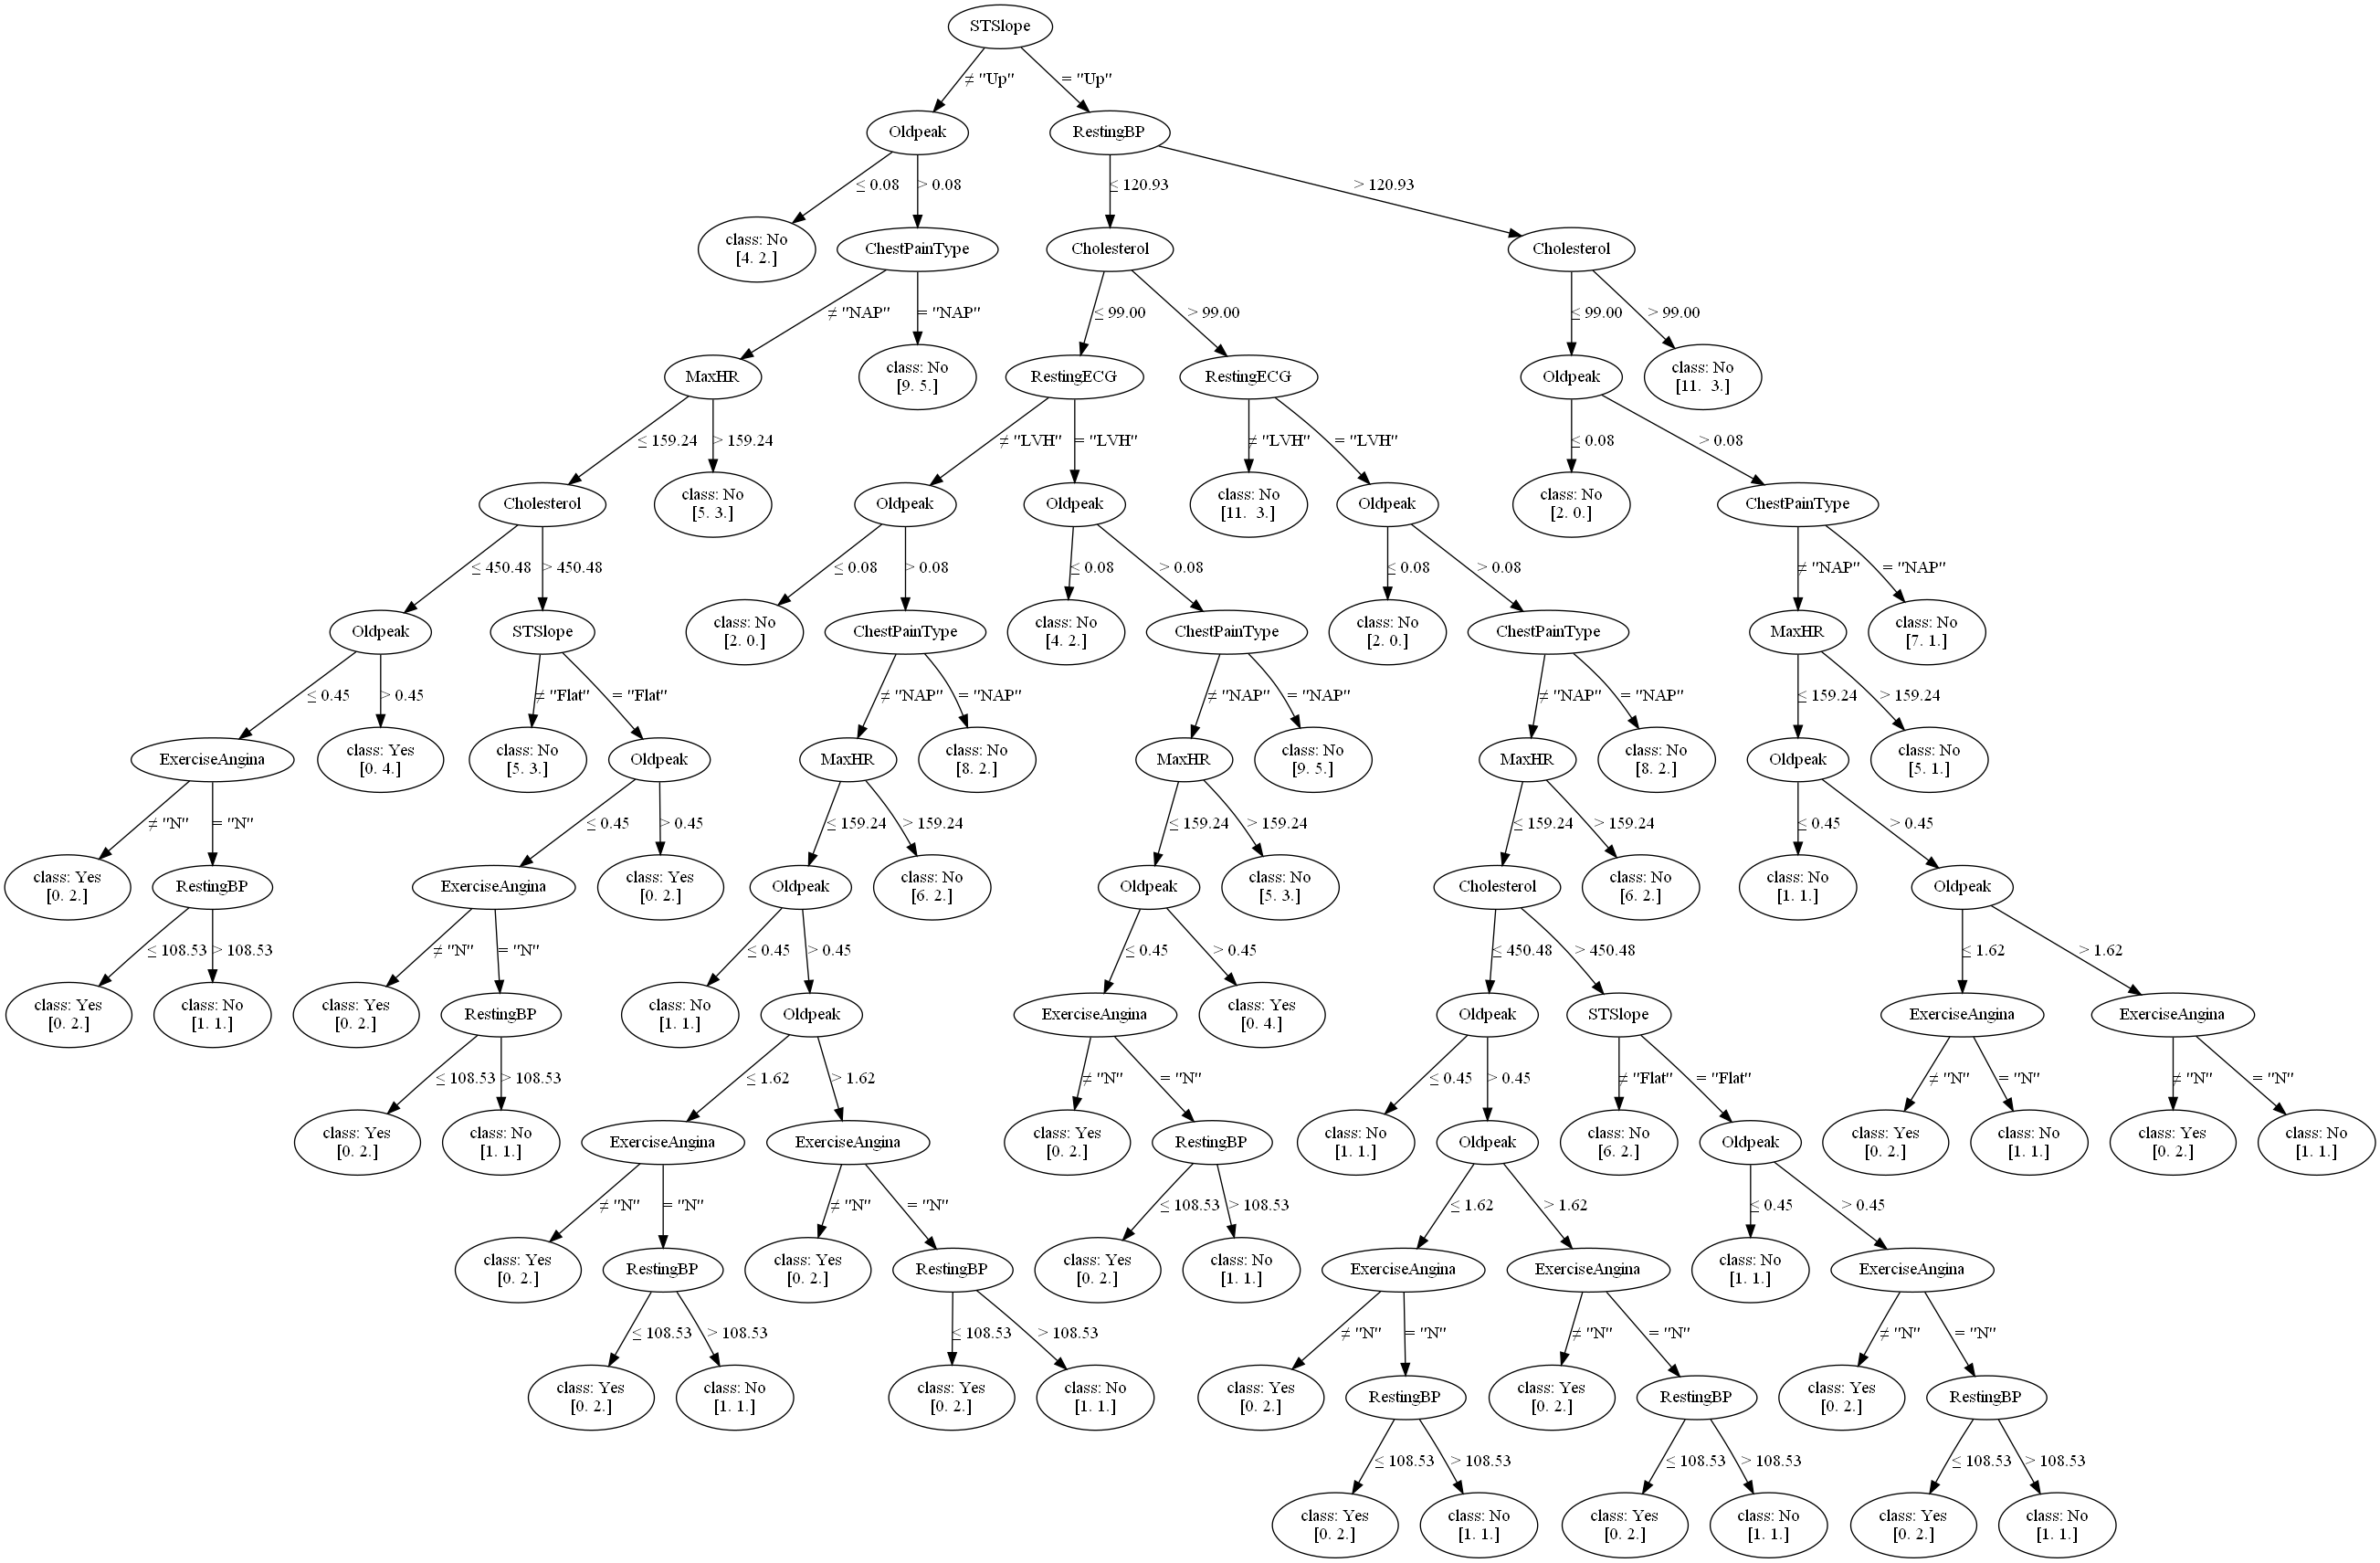 STSlope
≠ "Up"
= "Up"
Oldpeak
RestingBP
≤ 0.08
> 0.08
≤ 120.93
> 120.93
class: No
[4. 2.]
ChestPainType
Cholesterol
Cholesterol
≠ "NAP"
= "NAP"
≤ 99.00
> 99.00
≤ 99.00
> 99.00
MaxHR
class: No
[9. 5.]
RestingECG
RestingECG
Oldpeak
class: No
[11.  3.]
≤ 159.24
> 159.24
≠ "LVH"
= "LVH"
≠ "LVH"
= "LVH"
≤ 0.08
> 0.08
Cholesterol
class: No
[5. 3.]
Oldpeak
Oldpeak
class: No
[11.  3.]
Oldpeak
class: No
[2. 0.]
ChestPainType
≤ 450.48
> 450.48
≤ 0.08
> 0.08
≤ 0.08
> 0.08
≤ 0.08
> 0.08
≠ "NAP"
= "NAP"
Oldpeak
STSlope
class: No
[2. 0.]
ChestPainType
class: No
[4. 2.]
ChestPainType
class: No
[2. 0.]
ChestPainType
MaxHR
class: No
[7. 1.]
≤ 0.45
> 0.45
≠ "Flat"
= "Flat"
≠ "NAP"
= "NAP"
≠ "NAP"
= "NAP"
≠ "NAP"
= "NAP"
≤ 159.24
> 159.24
ExerciseAngina
class: Yes
[0. 4.]
class: No
[5. 3.]
Oldpeak
MaxHR
class: No
[8. 2.]
MaxHR
class: No
[9. 5.]
MaxHR
class: No
[8. 2.]
Oldpeak
class: No
[5. 1.]
≠ "N"
= "N"
≤ 0.45
> 0.45
≤ 159.24
> 159.24
≤ 159.24
> 159.24
≤ 159.24
> 159.24
≤ 0.45
> 0.45
class: Yes
[0. 2.]
RestingBP
ExerciseAngina
class: Yes
[0. 2.]
Oldpeak
class: No
[6. 2.]
Oldpeak
class: No
[5. 3.]
Cholesterol
class: No
[6. 2.]
class: No
[1. 1.]
Oldpeak
≤ 108.53
> 108.53
≠ "N"
= "N"
≤ 0.45
> 0.45
≤ 0.45
> 0.45
≤ 450.48
> 450.48
≤ 1.62
> 1.62
class: Yes
[0. 2.]
class: No
[1. 1.]
class: Yes
[0. 2.]
RestingBP
class: No
[1. 1.]
Oldpeak
ExerciseAngina
class: Yes
[0. 4.]
Oldpeak
STSlope
ExerciseAngina
ExerciseAngina
≤ 108.53
> 108.53
≤ 1.62
> 1.62
≠ "N"
= "N"
≤ 0.45
> 0.45
≠ "Flat"
= "Flat"
≠ "N"
= "N"
≠ "N"
= "N"
class: Yes
[0. 2.]
class: No
[1. 1.]
ExerciseAngina
ExerciseAngina
class: Yes
[0. 2.]
RestingBP
class: No
[1. 1.]
Oldpeak
class: No
[6. 2.]
Oldpeak
class: Yes
[0. 2.]
class: No
[1. 1.]
class: Yes
[0. 2.]
class: No
[1. 1.]
≠ "N"
= "N"
≠ "N"
= "N"
≤ 108.53
> 108.53
≤ 1.62
> 1.62
≤ 0.45
> 0.45
class: Yes
[0. 2.]
RestingBP
class: Yes
[0. 2.]
RestingBP
class: Yes
[0. 2.]
class: No
[1. 1.]
ExerciseAngina
ExerciseAngina
class: No
[1. 1.]
ExerciseAngina
≤ 108.53
> 108.53
≤ 108.53
> 108.53
≠ "N"
= "N"
≠ "N"
= "N"
≠ "N"
= "N"
class: Yes
[0. 2.]
class: No
[1. 1.]
class: Yes
[0. 2.]
class: No
[1. 1.]
class: Yes
[0. 2.]
RestingBP
class: Yes
[0. 2.]
RestingBP
class: Yes
[0. 2.]
RestingBP
≤ 108.53
> 108.53
≤ 108.53
> 108.53
≤ 108.53
> 108.53
class: Yes
[0. 2.]
class: No
[1. 1.]
class: Yes
[0. 2.]
class: No
[1. 1.]
class: Yes
[0. 2.]
class: No
[1. 1.]